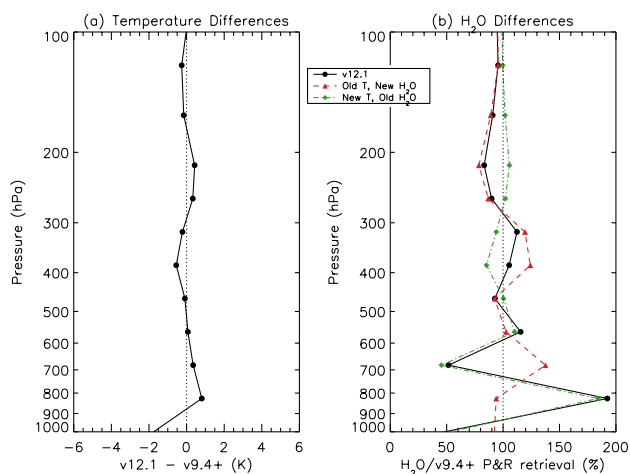 (a) Temperature Differences
(b) H₂O Differences
100
200
300
400
500
600
700
800
900
1000
Pressure (hPa)
-6 -4 -2 0 2 4 6
v12.1 - v9.4+ (K)
v12.1
Old T, New H₂O
New T, Old H₂O
100
200
300
400
500
600
700
800
900
1000
Pressure (hPa)
0 50 100 150 200
H₂O/v9.4+ P&R retrieval (%)